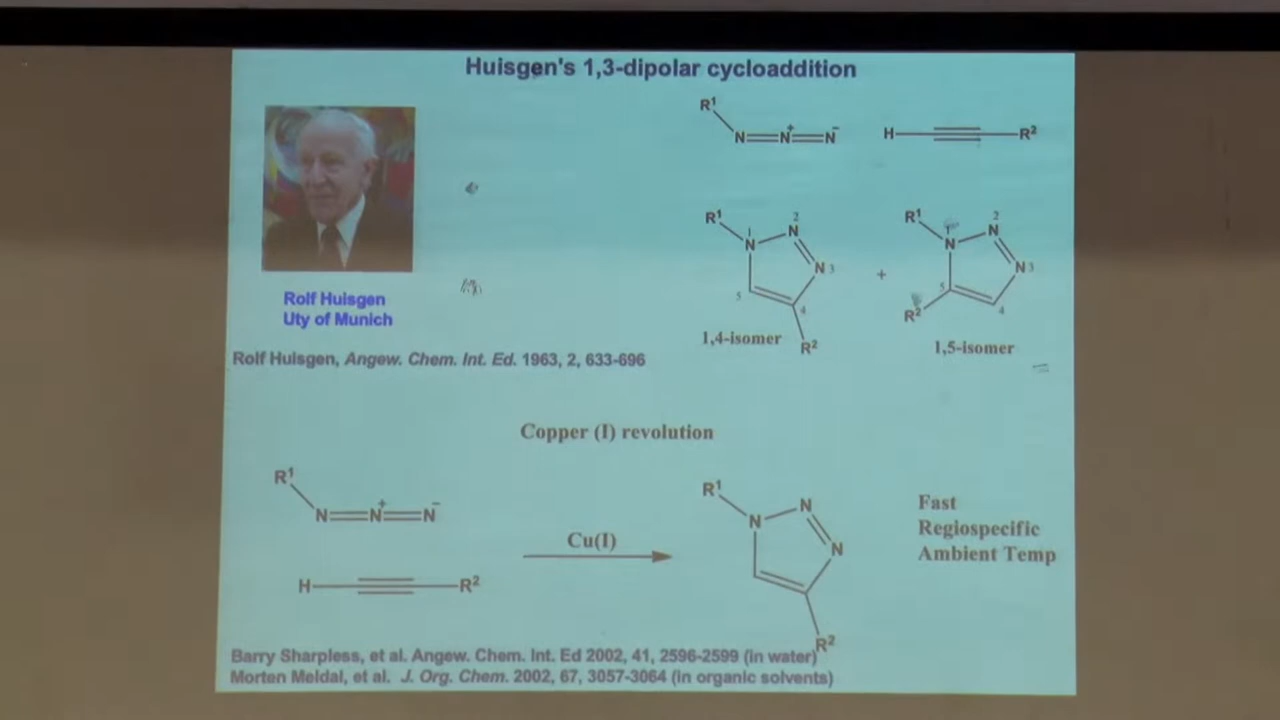 Huisgen's 1,3-dipolar cycloaddition
R¹
N=N⁺=N⁻
H≡R²
Rolf Huisgen
Uty of Munich
R¹
N 1
N 2
N 3
4
5
R²
1,4-isomer
+
R¹
N 1
N 2
N 3
4
5
R²
1,5-isomer
Rolf Huisgen, Angew. Chem. Int. Ed. 1963, 2, 633-696
Copper (I) revolution
R¹
N=N⁺=N⁻
H≡R²
Cu(I)
R¹
N
N
N
R²
Fast
Regiospecific
Ambient Temp
Barry Sharpless, et al. Angew. Chem. Int. Ed 2002, 41, 2596-2599 (in water)
Morten Meldal, et al. J. Org. Chem. 2002, 67, 3057-3064 (in organic solvents)